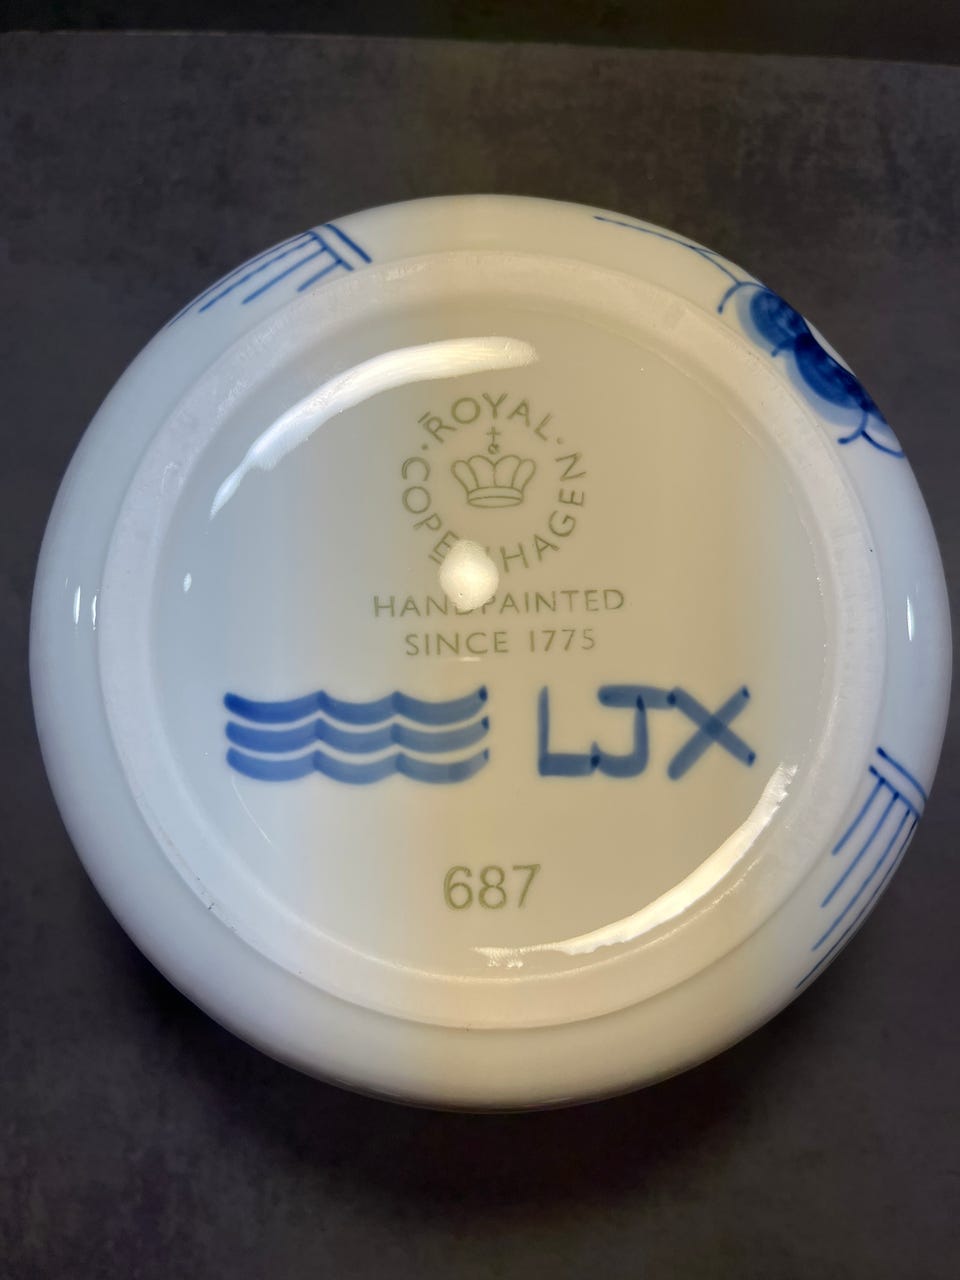 ROYAL · COPENHAGEN ·
HANDPAINTED
SINCE 1775
LJX
687